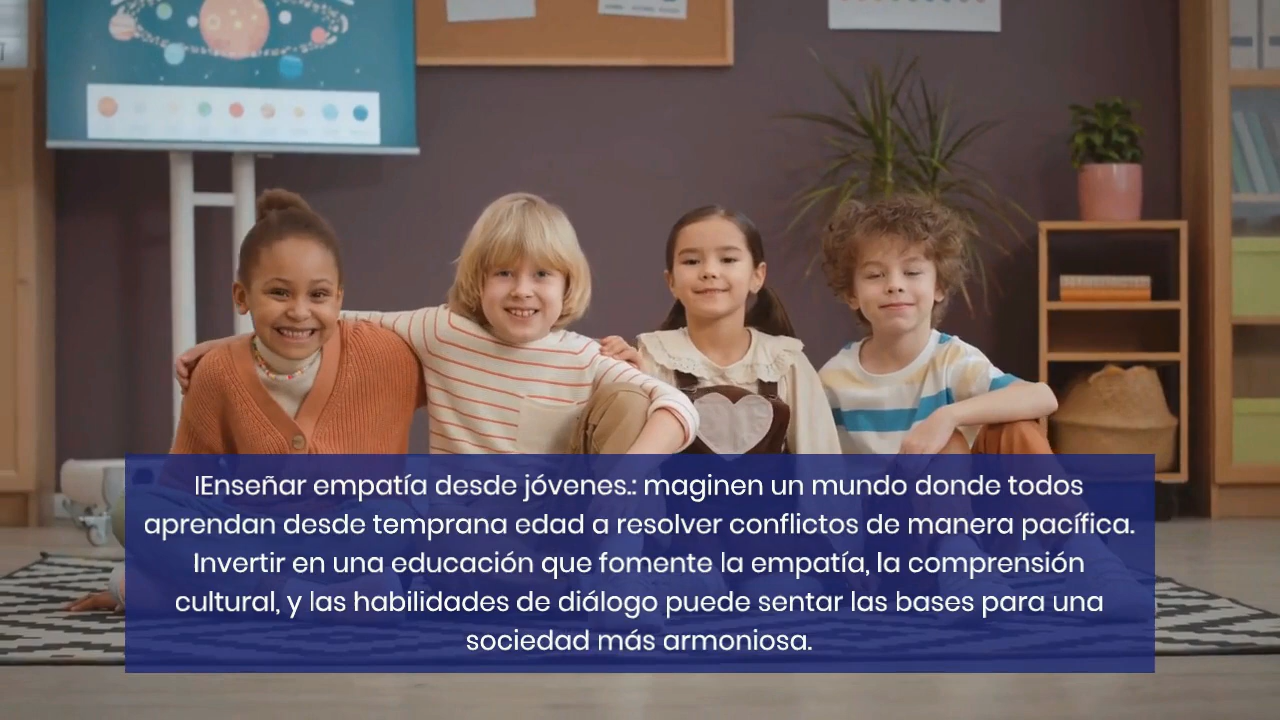 IEnseñar empatía desde jóvenes.: maginen un mundo donde todos
aprendan desde temprana edad a resolver conflictos de manera pacífica.
Invertir en una educación que fomente la empatía, la comprensión
cultural, y las habilidades de diálogo puede sentar las bases para una
sociedad más armoniosa.